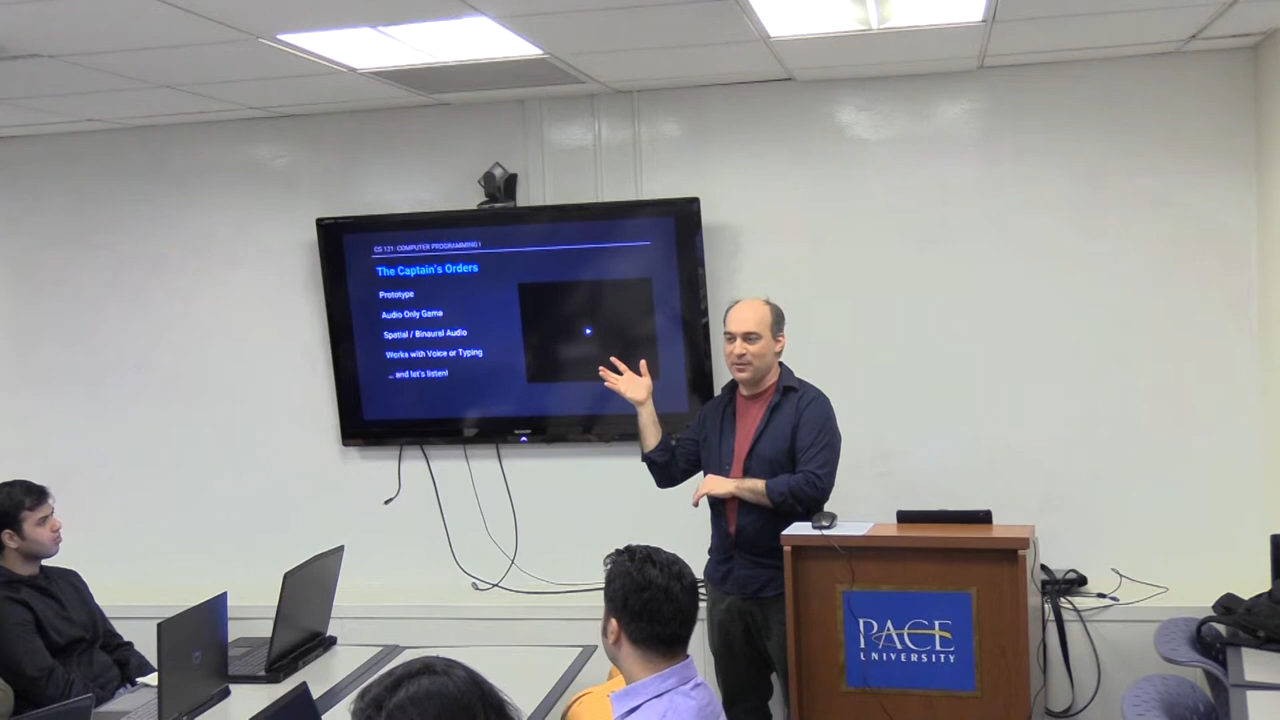 CS 121: COMPUTER PROGRAMMING I
The Captain's Orders
Prototype
Audio Only Game
Spatial / Binaural Audio
Works with Voice or Typing
... and let's listen!
SHARP
PACE
UNIVERSITY